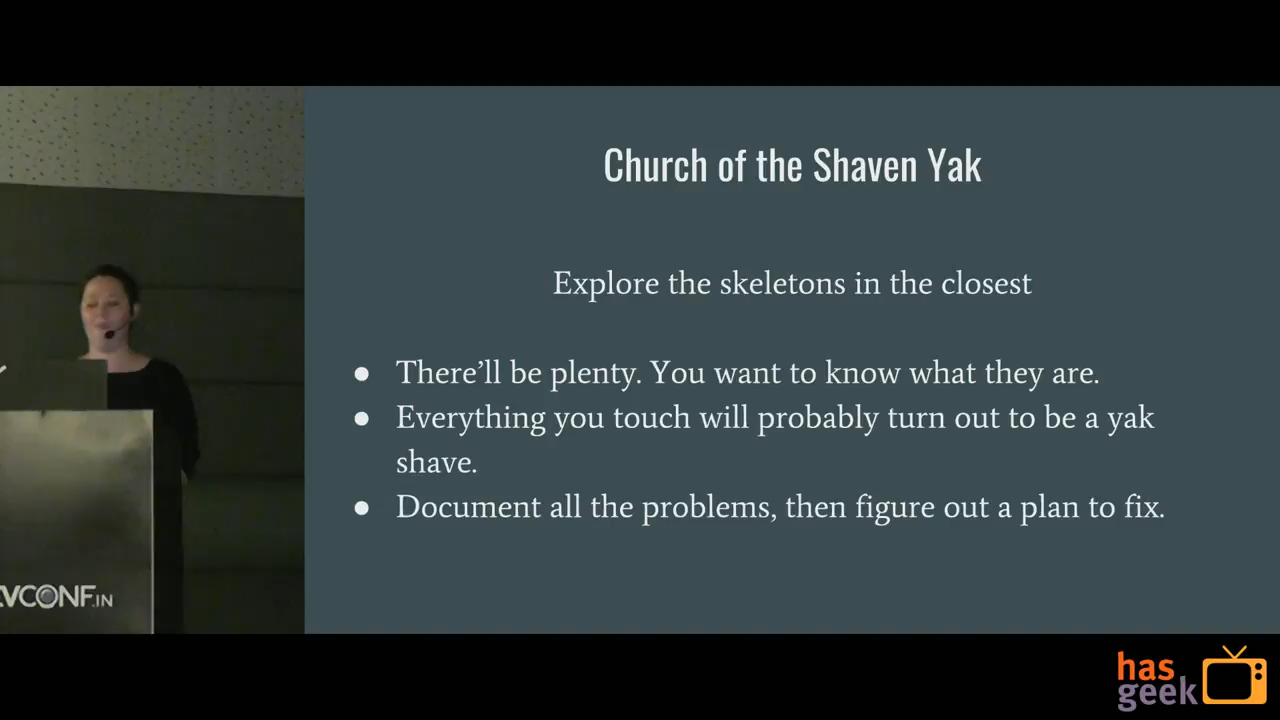 Church of the Shaven Yak
Explore the skeletons in the closest
● There’ll be plenty. You want to know what they are.
● Everything you touch will probably turn out to be a yak
shave.
● Document all the problems, then figure out a plan to fix.
VCONF.IN
has
geek